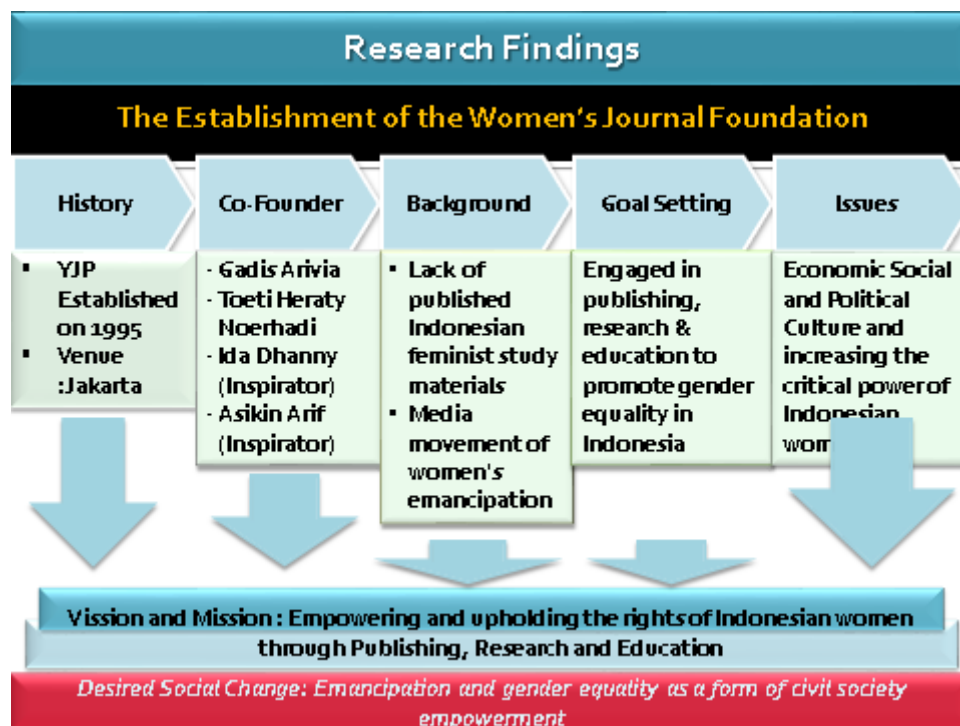 Research Findings
The Establishment of the Women's Journal Foundation
History
Co-Founder
Background
Goal Setting
Issues
▪ YJP
Established
on 1995
▪ Venue
:Jakarta
- Gadis Arivia
- Toeti Heraty
Noerhadi
- Ida Dhanny
(Inspirator)
- Asikin Arif
(Inspirator)
▪ Lack of
published
Indonesian
feminist study
materials
▪ Media
movement of
women's
emancipation
Engaged in
publishing,
research &
education to
promote gender
equality in
Indonesia
Economic Social
and Political
Culture and
increasing the
critical power of
Indonesian
Vission and Mission : Empowering and upholding the rights of Indonesian women
through Publishing, Research and Education
Desired Social Change: Emancipation and gender equality as a form of civil society
empowerment